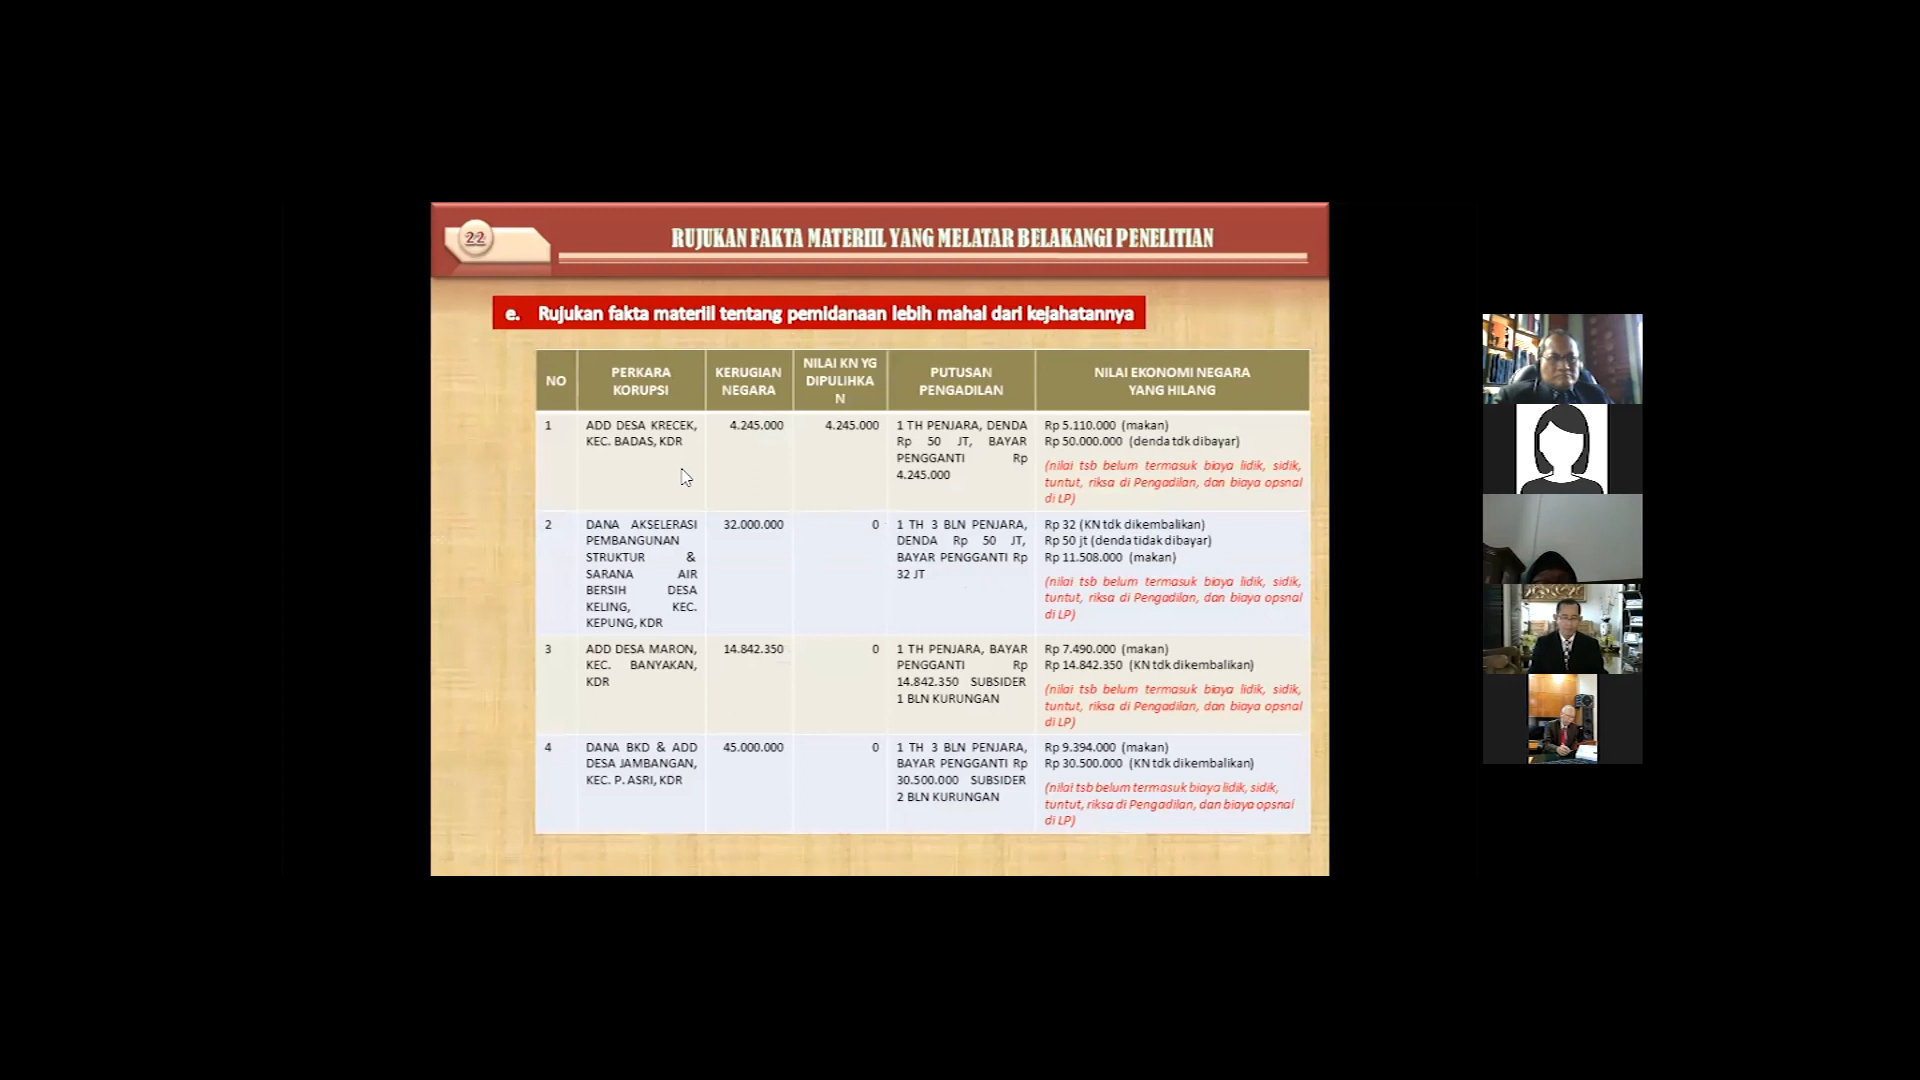 22
RUJUKAN FAKTA MATERIIL YANG MELATAR BELAKANGI PENELITIAN
e. Rujukan fakta materiil tentang pemidanaan lebih mahal dari kejahatannya
NO
PERKARA
KORUPSI
KERUGIAN
NEGARA
NILAI KN YG
DIPULIHKA
N
PUTUSAN
PENGADILAN
NILAI EKONOMI NEGARA
YANG HILANG
1
ADD DESA KRECEK,
KEC. BADAS, KDR
4.245.000
4.245.000
1 TH PENJARA, DENDA
Rp 50 JT, BAYAR
PENGGANTI Rp
4.245.000
Rp 5.110.000 (makan)
Rp 50.000.000 (denda tdk dibayar)
(nilai tsb belum termasuk biaya lidik, sidik,
tuntut, riksa di Pengadilan, dan biaya opsnal
di LP)
2
DANA AKSELERASI
PEMBANGUNAN
STRUKTUR &
SARANA AIR
BERSIH DESA
KELING, KEC.
KEPUNG, KDR
32.000.000
0
1 TH 3 BLN PENJARA,
DENDA Rp 50 JT,
BAYAR PENGGANTI Rp
32 JT
Rp 32 (KN tdk dikembalikan)
Rp 50 jt (denda tidak dibayar)
Rp 11.508.000 (makan)
(nilai tsb belum termasuk biaya lidik, sidik,
tuntut, riksa di Pengadilan, dan biaya opsnal
di LP)
3
ADD DESA MARON,
KEC. BANYAKAN,
KDR
14.842.350
0
1 TH PENJARA, BAYAR
PENGGANTI Rp
14.842.350 SUBSIDER
1 BLN KURUNGAN
Rp 7.490.000 (makan)
Rp 14.842.350 (KN tdk dikembalikan)
(nilai tsb belum termasuk biaya lidik, sidik,
tuntut, riksa di Pengadilan, dan biaya opsnal
di LP)
4
DANA BKD & ADD
DESA JAMBANGAN,
KEC. P. ASRI, KDR
45.000.000
0
1 TH 3 BLN PENJARA,
BAYAR PENGGANTI Rp
30.500.000 SUBSIDER
2 BLN KURUNGAN
Rp 9.394.000 (makan)
Rp 30.500.000 (KN tdk dikembalikan)
(nilai tsb belum termasuk biaya lidik, sidik,
tuntut, riksa di Pengadilan, dan biaya opsnal
di LP)